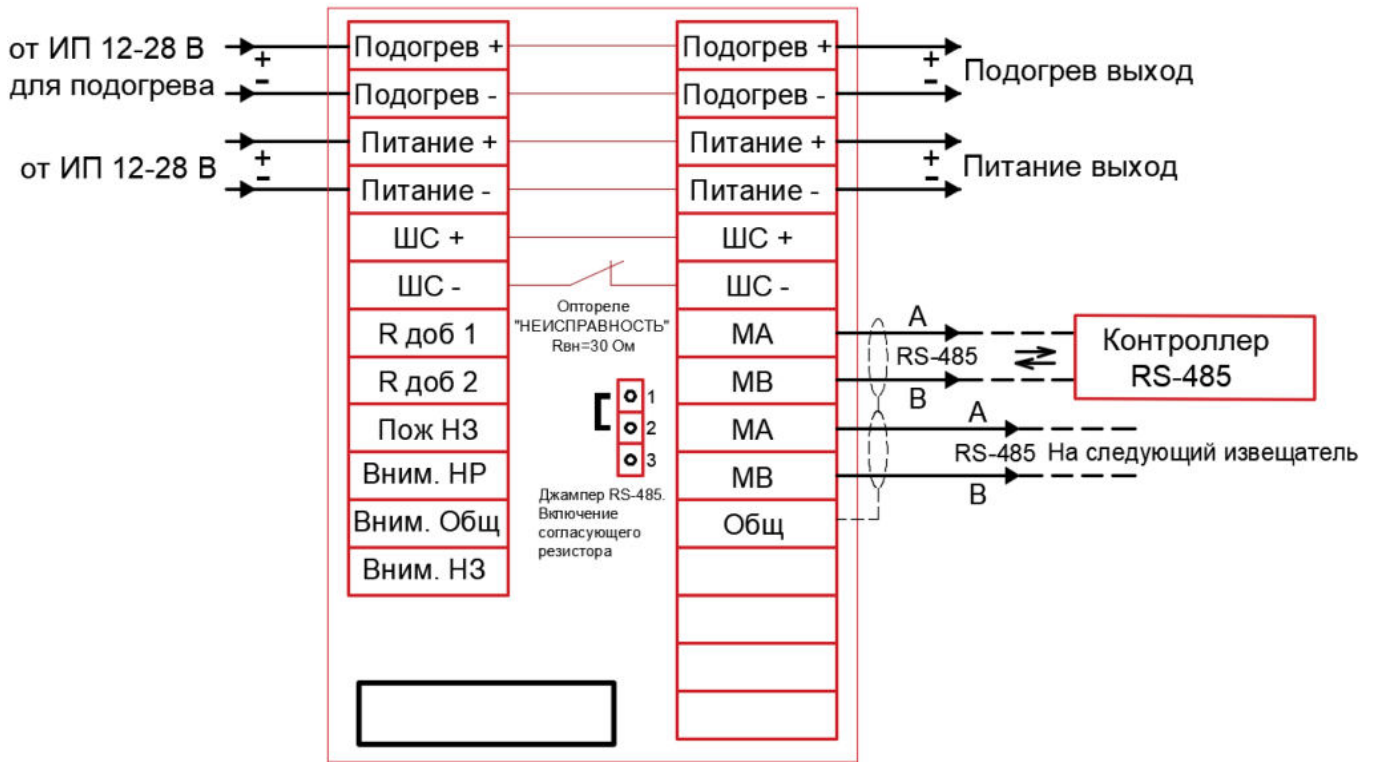 от ИП 12-28 В
для подогрева
+
-
от ИП 12-28 В
+
-
Подогрев +
Подогрев -
Питание +
Питание -
ШС +
ШС -
R доб 1
R доб 2
Пож НЗ
Вним. НР
Вним. Общ
Вним. НЗ
Оптореле
"НЕИСПРАВНОСТЬ"
Rвн=30 Ом
1
2
3
Джампер RS-485.
Включение
согласующего
резистора
Подогрев +
Подогрев -
Питание +
Питание -
ШС +
ШС -
МА
МВ
МА
МВ
Общ
+
-
Подогрев выход
+
-
Питание выход
A
RS-485
B
Контроллер
RS-485
A
RS-485 На следующий извещатель
B